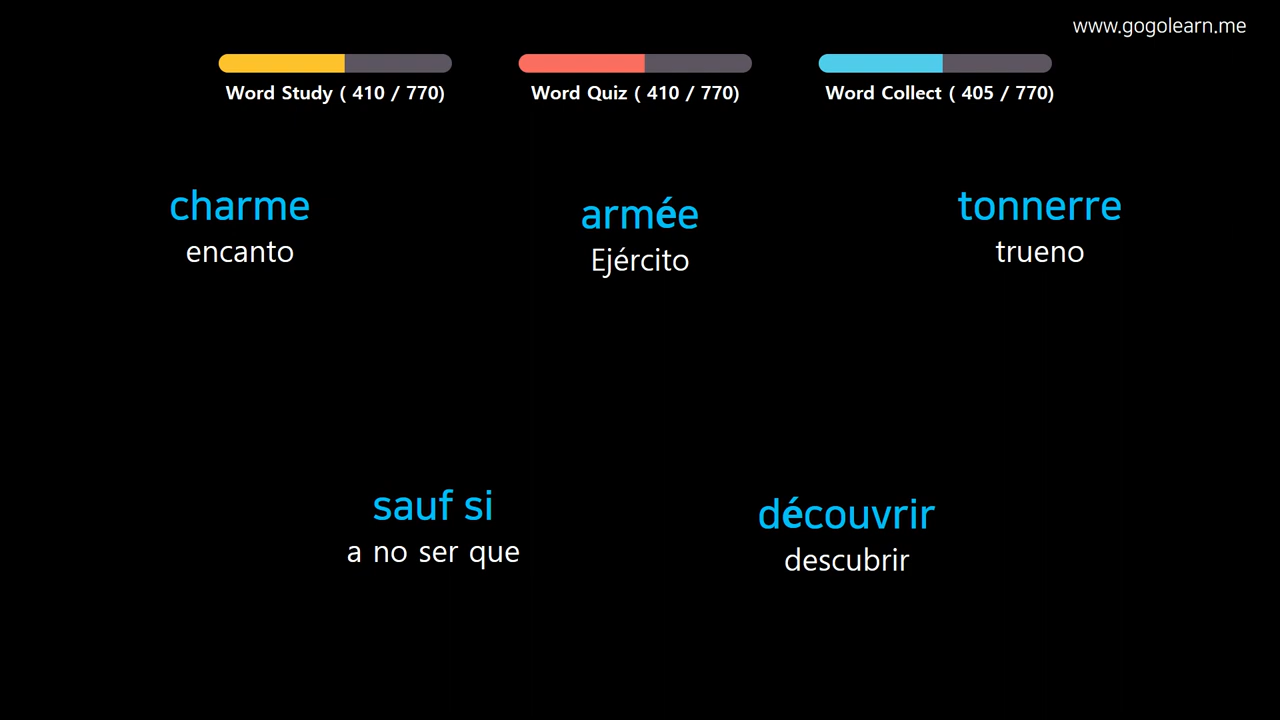 www.gogolearn.me
Word Study ( 410 / 770)
Word Quiz ( 410 / 770)
Word Collect ( 405 / 770)
charme
encanto
armée
Ejército
tonnerre
trueno
sauf si
a no ser que
découvrir
descubrir